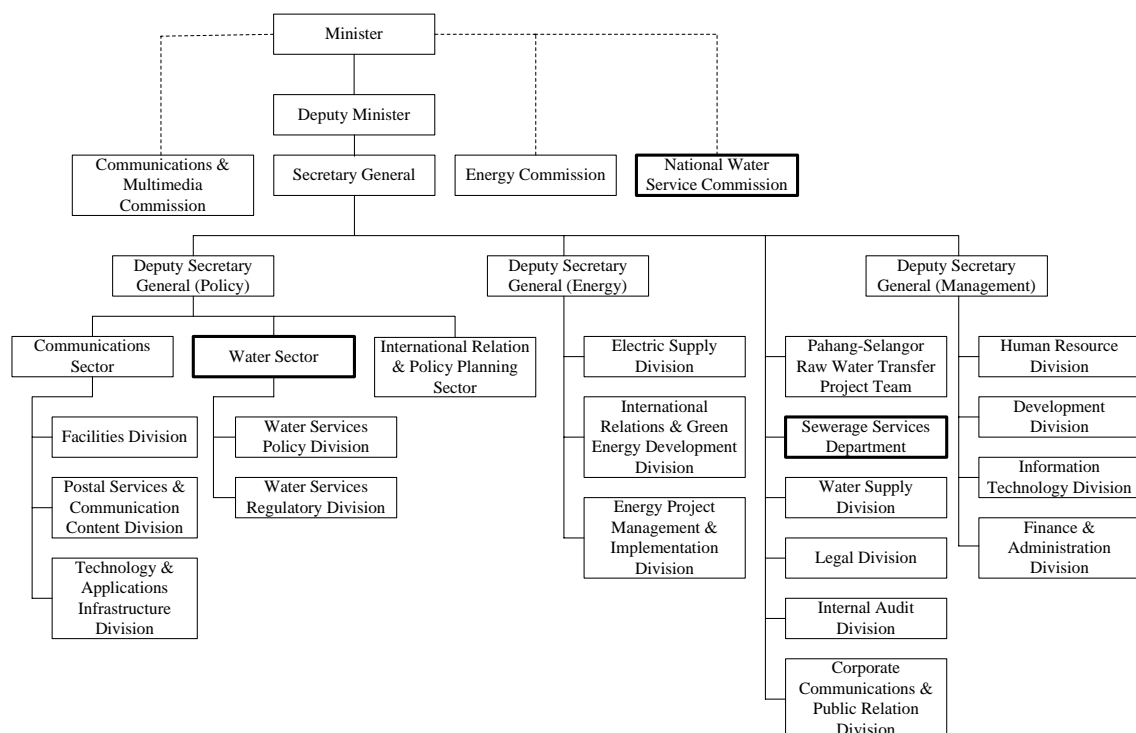 Minister
Deputy Minister
Communications &
Multimedia
Commission
Secretary General
Energy Commission
National Water
Service Commission
Deputy Secretary
General (Policy)
Deputy Secretary
General (Energy)
Deputy Secretary
General (Management)
Communications
Sector
Water Sector
International Relation
& Policy Planning
Sector
Facilities Division
Postal Services &
Communication
Content Division
Technology &
Applications
Infrastructure
Division
Water Services
Policy Division
Water Services
Regulatory Division
Electric Supply
Division
International
Relations & Green
Energy Development
Division
Energy Project
Management &
Implementation
Division
Pahang-Selangor
Raw Water Transfer
Project Team
Sewerage Services
Department
Water Supply
Division
Legal Division
Internal Audit
Division
Corporate
Communications &
Public Relation
Division
Human Resource
Division
Development
Division
Information
Technology Division
Finance &
Administration
Division